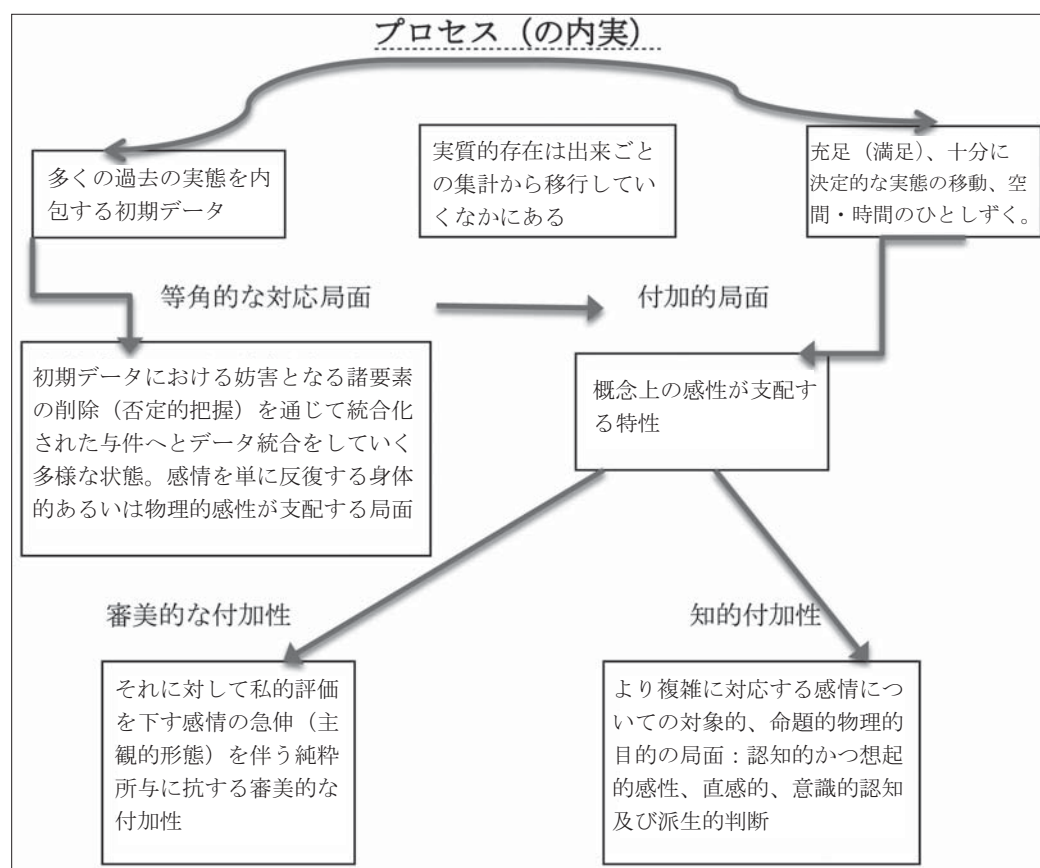 プロセス（の内実）
多くの過去の実態を内
包する初期データ
実質的存在は出来ごと
の集計から移行してい
くなかにある
充足（満足）、十分に
決定的な実態の移動、空
間・時間のひとしずく。
等角的な対応局面
付加的局面
初期データにおける妨害となる諸要素
の削除（否定的把握）を通じて統合化
された与件へとデータ統合をしていく
多様な状態。感情を単に反復する身体
的あるいは物理的感性が支配する局面
概念上の感性が支配す
る特性
審美的な付加性
知的付加性
それに対して私的評価
を下す感情の急伸（主
観的形態）を伴う純粋
所与に抗する審美的な
付加性
より複雑に対応する感情につ
いての対象的、命題的物理的
目的の局面：認知的かつ想起
的感性、直感的、意識的認知
及び派生的判断